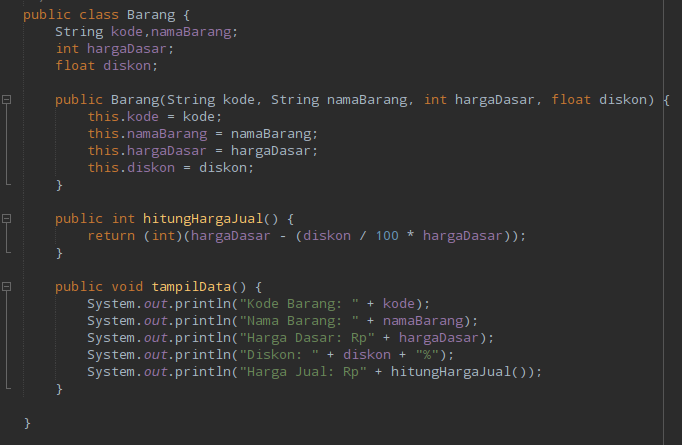 public class Barang {
    String kode,namaBarang;
    int hargaDasar;
    float diskon;
    public Barang(String kode, String namaBarang, int hargaDasar, float diskon) {
        this.kode = kode;
        this.namaBarang = namaBarang;
        this.hargaDasar = hargaDasar;
        this.diskon = diskon;
    }
    public int hitungHargaJual() {
        return (int)(hargaDasar - (diskon / 100 * hargaDasar));
    }
    public void tampilData() {
        System.out.println("Kode Barang: " + kode);
        System.out.println("Nama Barang: " + namaBarang);
        System.out.println("Harga Dasar: Rp" + hargaDasar);
        System.out.println("Diskon: " + diskon + "%");
        System.out.println("Harga Jual: Rp" + hitungHargaJual());
    }
}